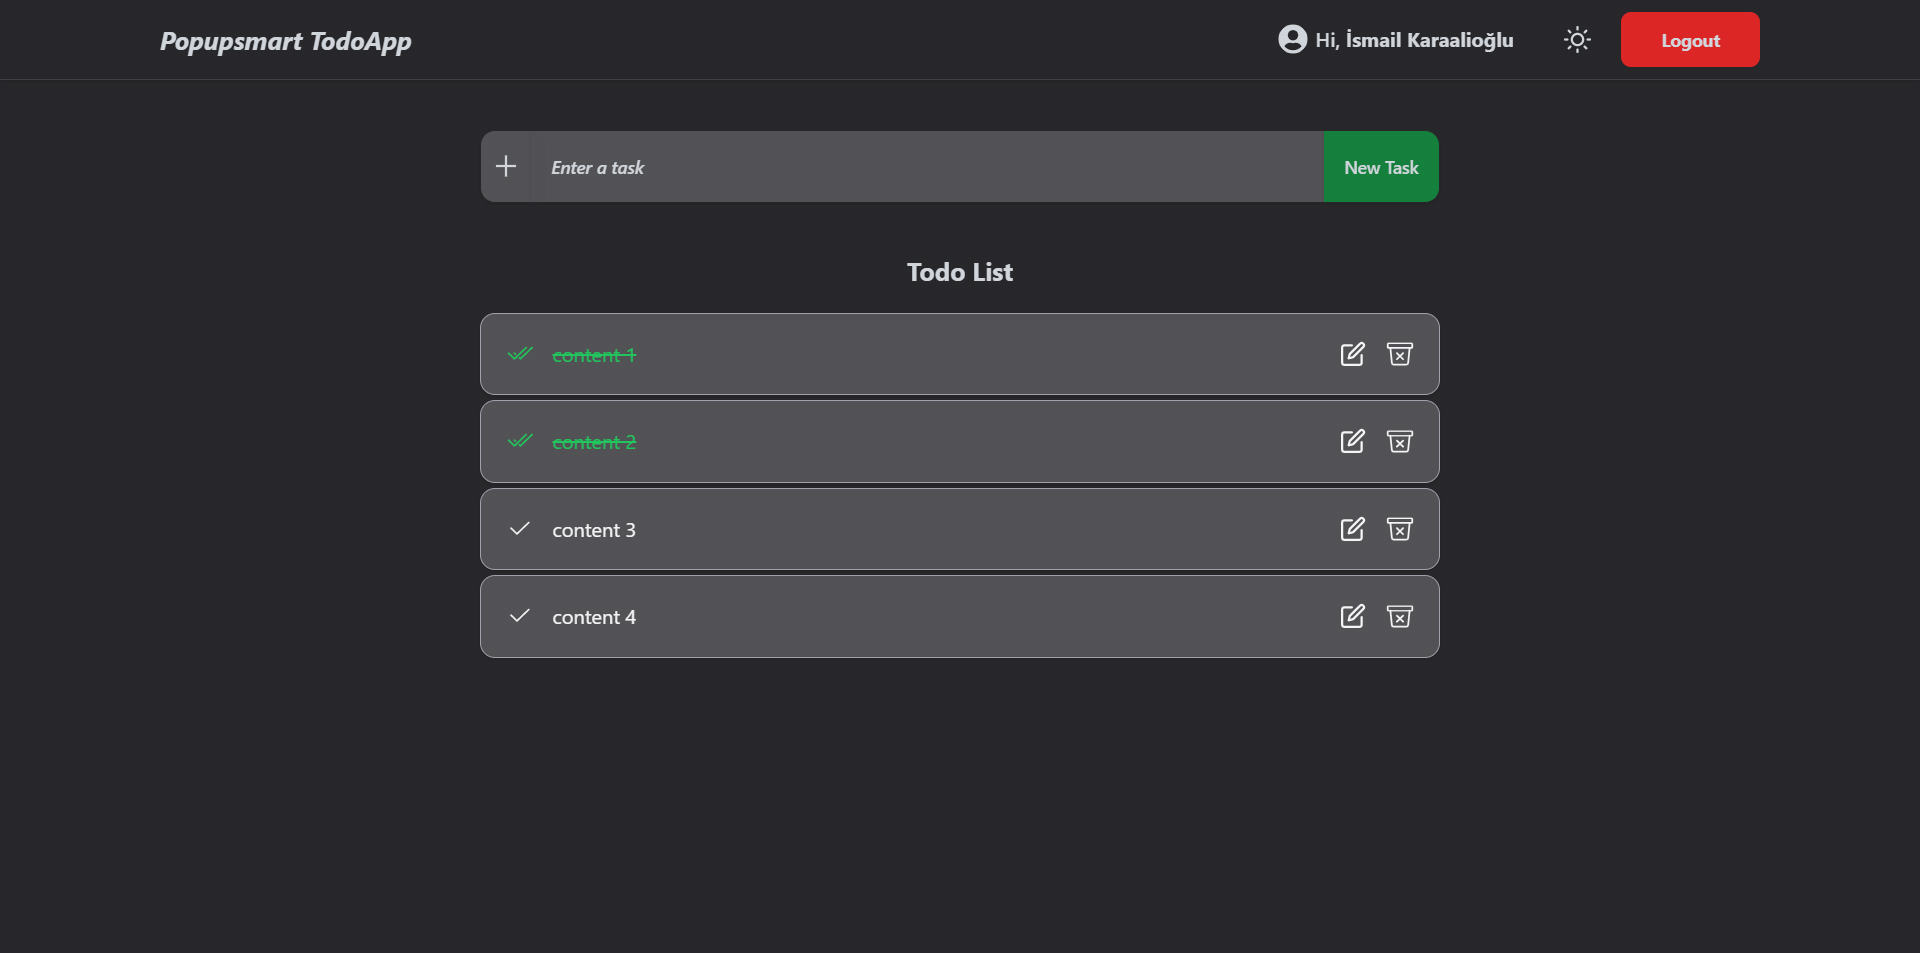 Popupsmart TodoApp
Hi, İsmail Karaalioğlu
Logout
Enter a task
New Task
Todo List
content 1
content 2
content 3
content 4